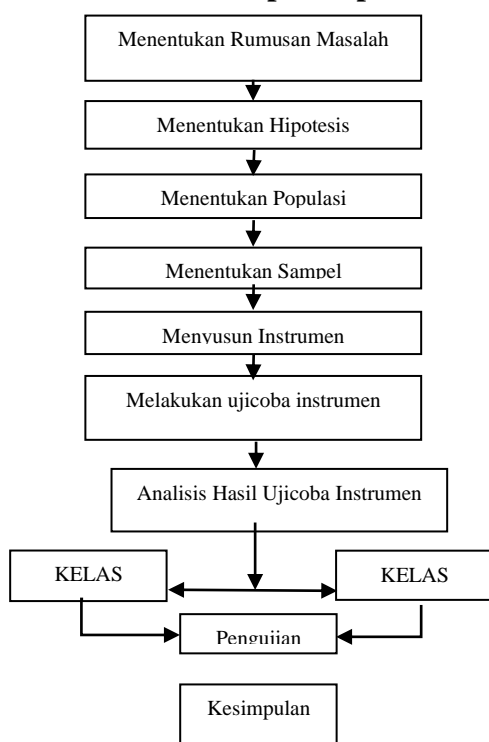 Menentukan Rumusan Masalah
Menentukan Hipotesis
Menentukan Populasi
Menentukan Sampel
Menyusun Instrumen
Melakukan ujicoba instrumen
Analisis Hasil Ujicoba Instrumen
KELAS
KELAS
Pengujian
Kesimpulan